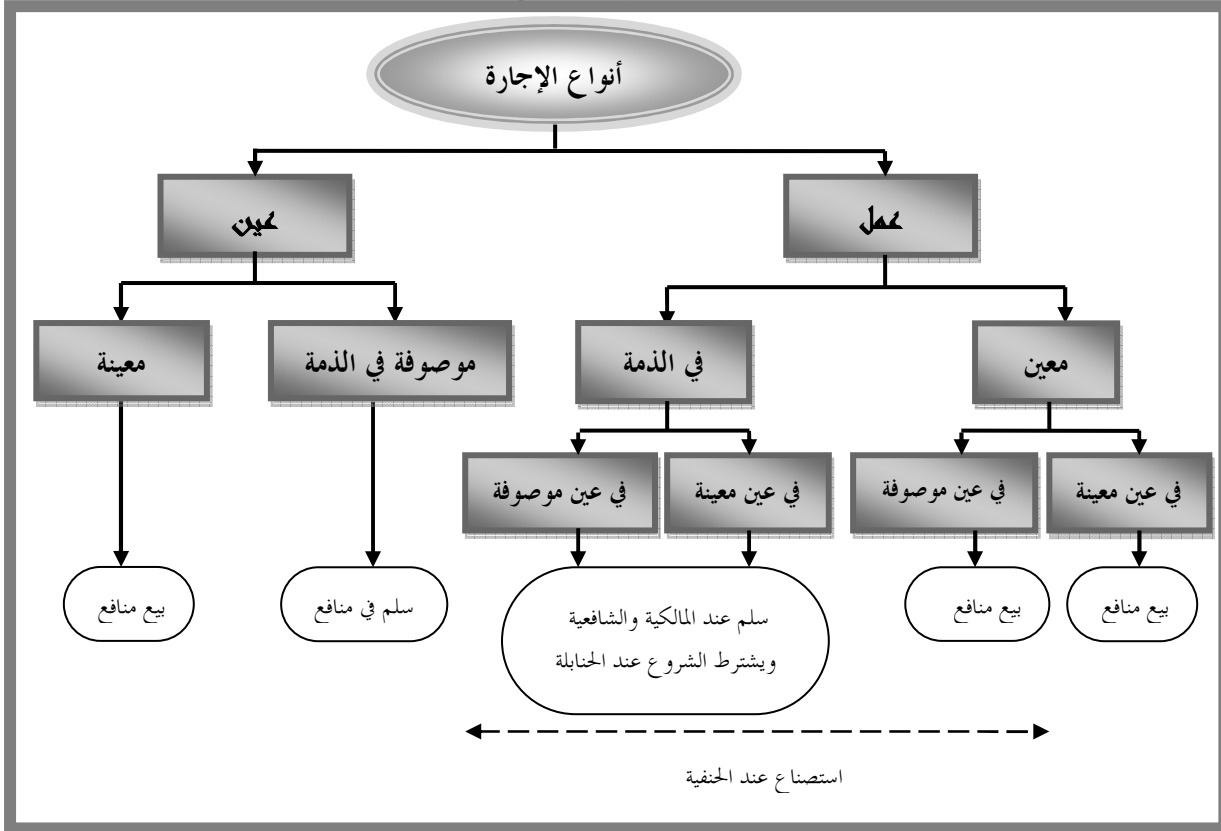 أنواع الإجارة
عمل
عين
معين
في الذمة
موصوفة في الذمة
معينة
في عين معينة
في عين موصوفة
في عين معينة
في عين موصوفة
بيع منافع
بيع منافع
سلم عند المالكية والشافعية
ويشترط الشروع عند الحنابلة
سلم في منافع
بيع منافع
استصناع عند الحنفية